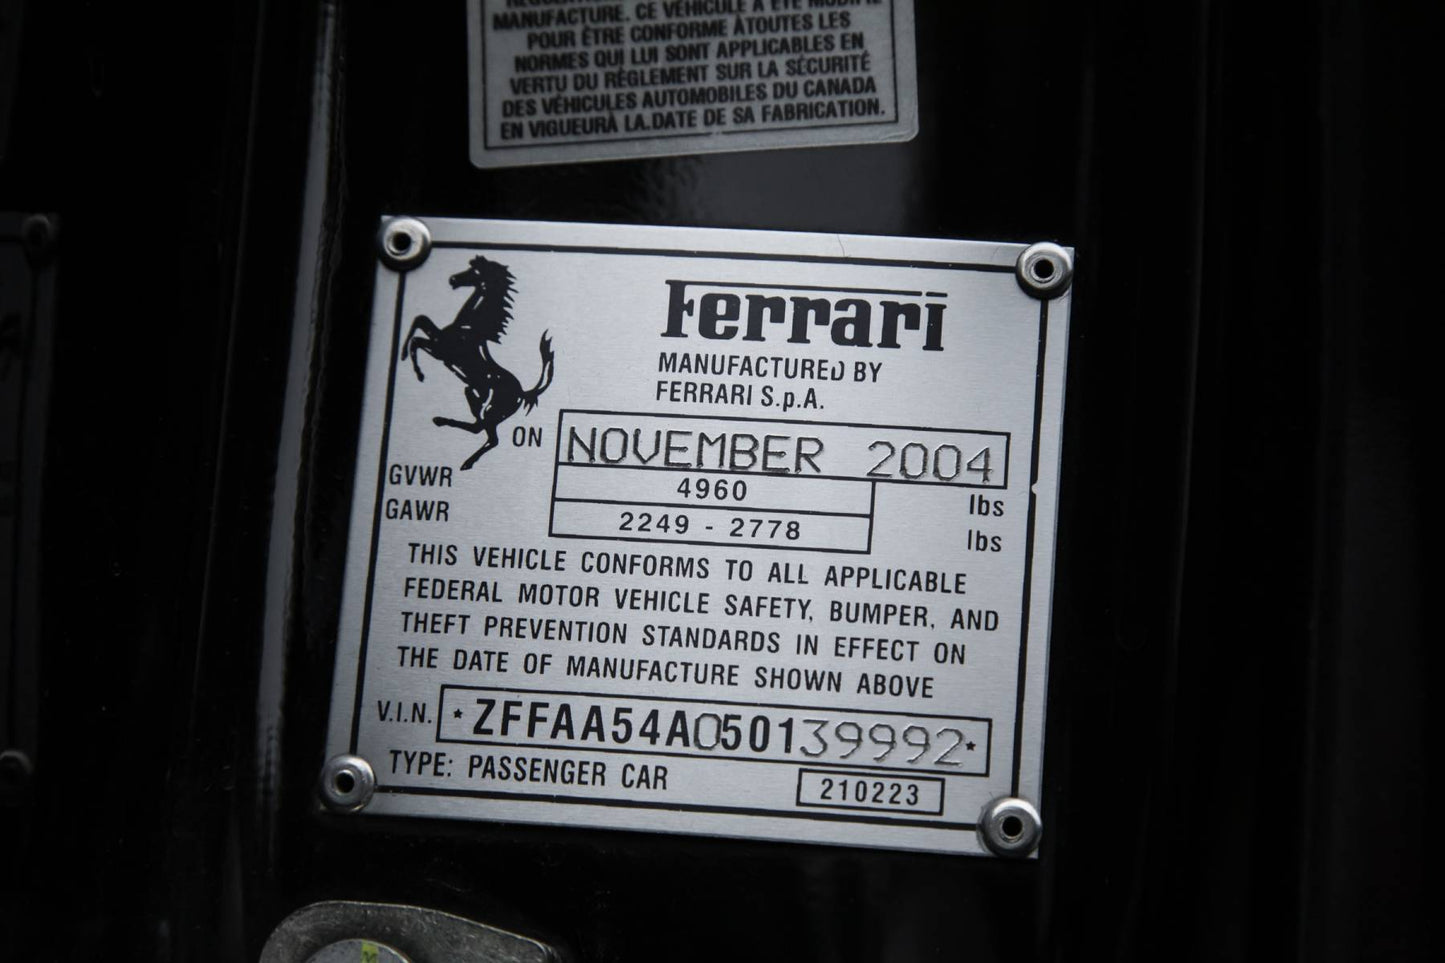 MANUFACTURE. CE VÉHICULE A ÉTÉ MODIFIÉ
POUR ÊTRE CONFORME ÀTOUTES LES
NORMES QUI LUI SONT APPLICABLES EN
VERTU DU RÈGLEMENT SUR LA SÉCURITÉ
DES VÉHICULES AUTOMOBILES DU CANADA
EN VIGUEURÀ LA.DATE DE SA FABRICATION.
Ferrari
MANUFACTURED BY
FERRARI S.p.A.
ON NOVEMBER 2004
GVWR 4960 lbs
GAWR 2249 - 2778 lbs
THIS VEHICLE CONFORMS TO ALL APPLICABLE
FEDERAL MOTOR VEHICLE SAFETY, BUMPER, AND
THEFT PREVENTION STANDARDS IN EFFECT ON
THE DATE OF MANUFACTURE SHOWN ABOVE
V.I.N. * ZFFAA54A050139992*
TYPE: PASSENGER CAR 210223